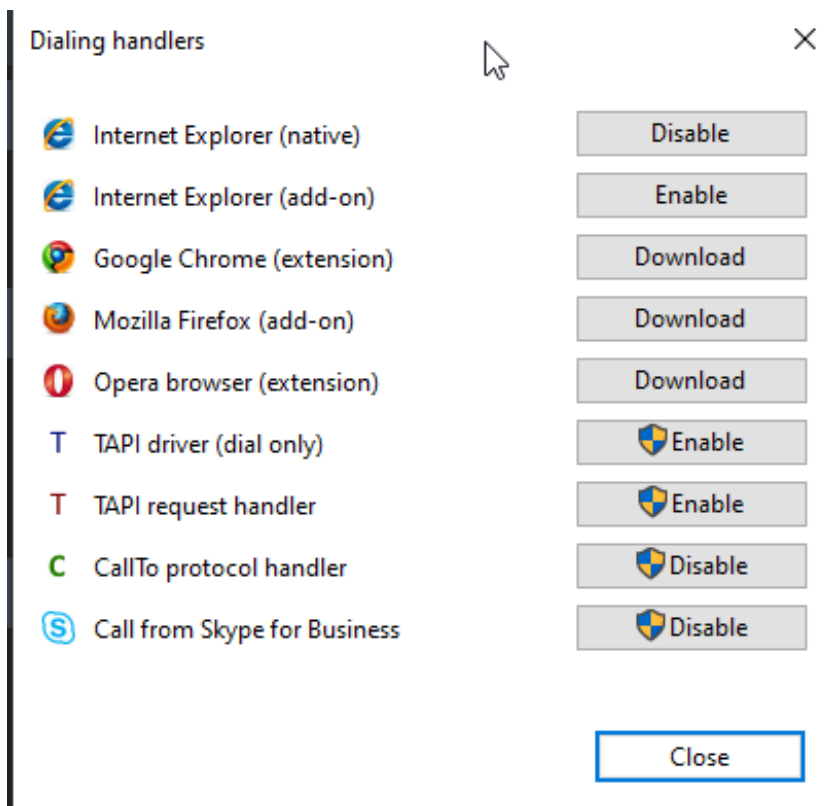 Dialing handlers
Internet Explorer (native) Disable
Internet Explorer (add-on) Enable
Google Chrome (extension) Download
Mozilla Firefox (add-on) Download
Opera browser (extension) Download
T TAPI driver (dial only) Enable
T TAPI request handler Enable
C CallTo protocol handler Disable
S Call from Skype for Business Disable
Close